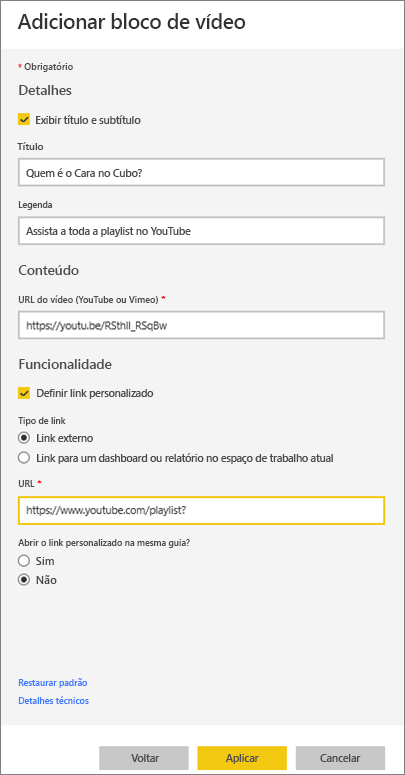 Adicionar bloco de vídeo
* Obrigatório
Detalhes
Exibir título e subtítulo
Título
Quem é o Cara no Cubo?
Legenda
Assista a toda a playlist no YouTube
Conteúdo
URL do vídeo (YouTube ou Vimeo) *
https://youtu.be/RSthlI_RSqBw
Funcionalidade
Definir link personalizado
Tipo de link
Link externo
Link para um dashboard ou relatório no espaço de trabalho atual
URL *
https://www.youtube.com/playlist?
Abrir o link personalizado na mesma guia?
Sim
Não
Restaurar padrão
Detalhes técnicos
Voltar Aplicar Cancelar